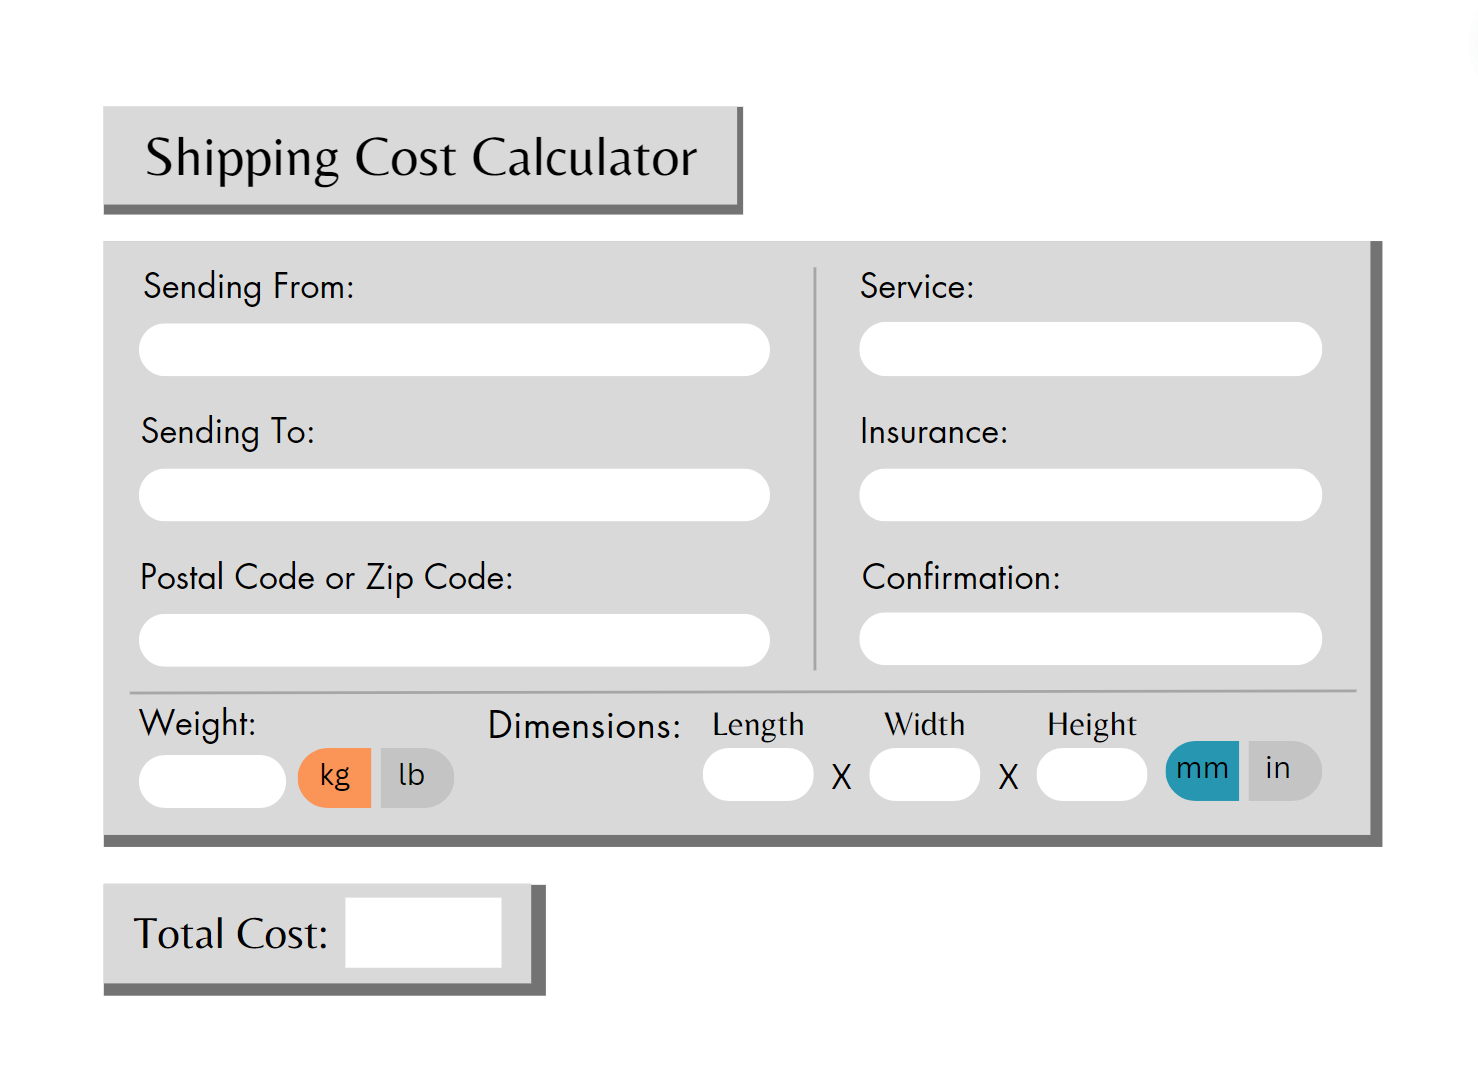 Shipping Cost Calculator
Sending From:
Sending To:
Postal Code or Zip Code:
Service:
Insurance:
Confirmation:
Weight:
kg lb
Dimensions: Length X Width X Height
mm in
Total Cost: